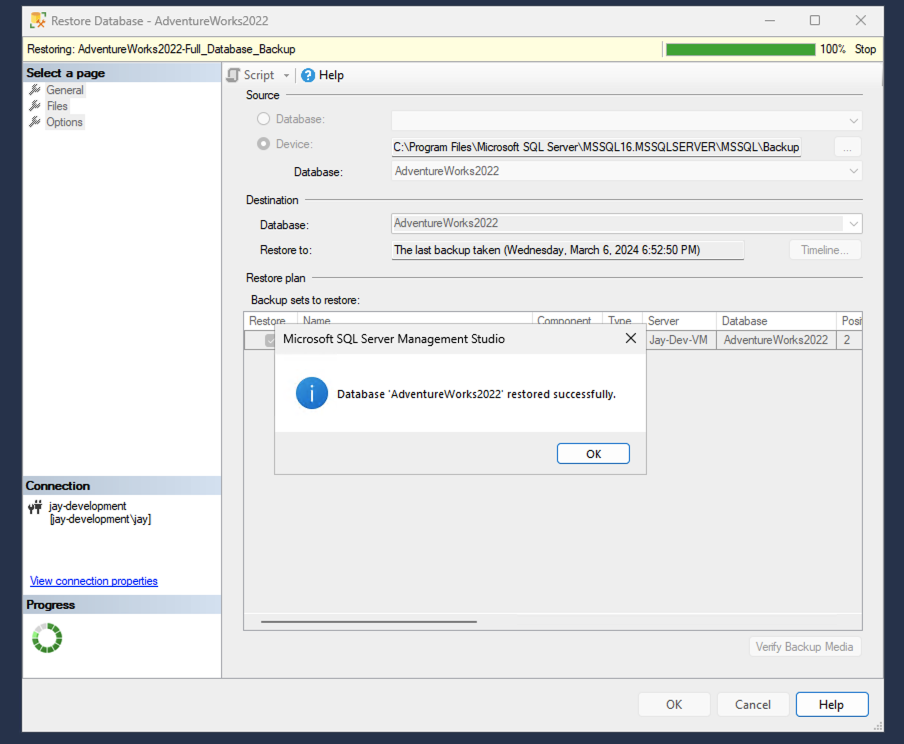 Restore Database - AdventureWorks2022
Restoring: AdventureWorks2022-Full_Database_Backup
100% Stop
Select a page
General
Files
Options
Script
Help
Source
Database:
Device:
C:\Program Files\Microsoft SQL Server\MSSQL16.MSSQLSERVER\MSSQL\Backup
...
Database:
AdventureWorks2022
Destination
Database:
AdventureWorks2022
Restore to:
The last backup taken (Wednesday, March 6, 2024 6:52:50 PM)
Timeline...
Restore plan
Backup sets to restore:
Restore Name Component Type Server Database Posi
Jay-Dev-VM AdventureWorks2022 2
Microsoft SQL Server Management Studio
Database 'AdventureWorks2022' restored successfully.
OK
Connection
jay-development
[jay-development\jay]
View connection properties
Progress
Verify Backup Media
OK Cancel Help